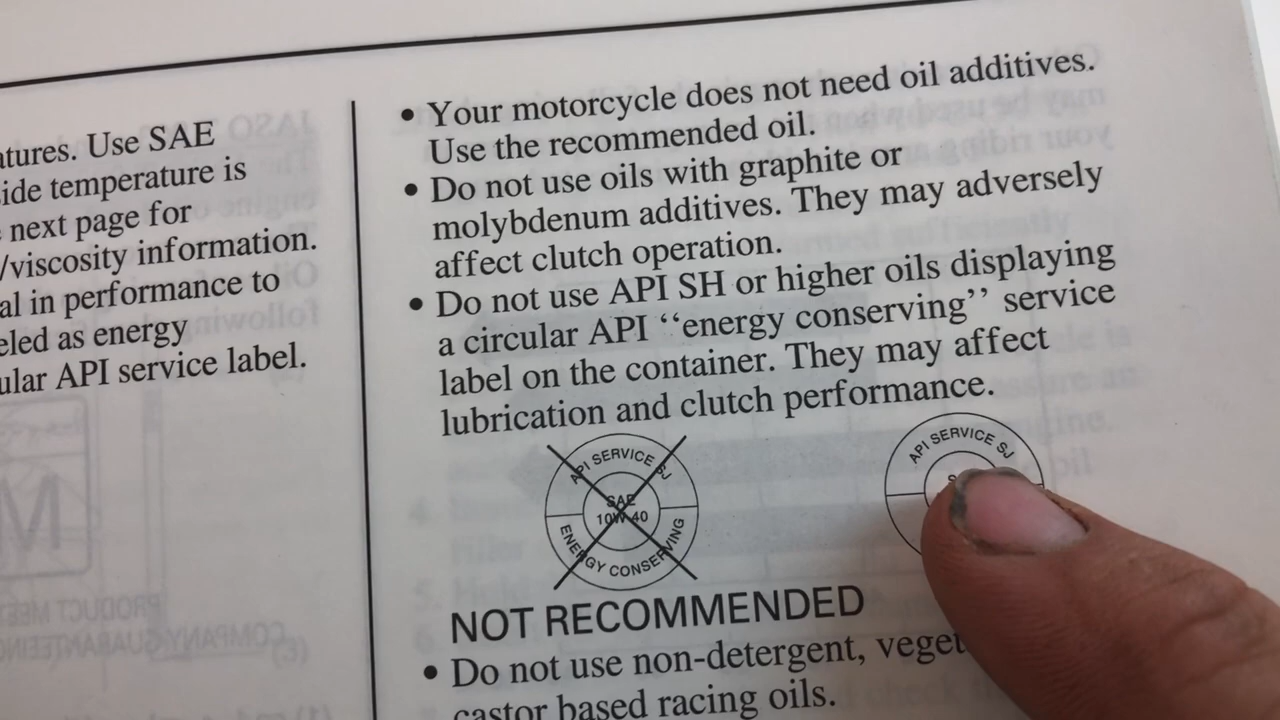 atures. Use SAE
side temperature is
next page for
/viscosity information.
al in performance to
eled as energy
ular API service label.
• Your motorcycle does not need oil additives.
Use the recommended oil.
• Do not use oils with graphite or
molybdenum additives. They may adversely
affect clutch operation.
• Do not use API SH or higher oils displaying
a circular API ‘‘energy conserving’’ service
label on the container. They may affect
lubrication and clutch performance.
API SERVICE SJ
SAE
10W-40
ENERGY CONSERVING
API SERVICE SJ
NOT RECOMMENDED
• Do not use non-detergent, veget
castor based racing oils.